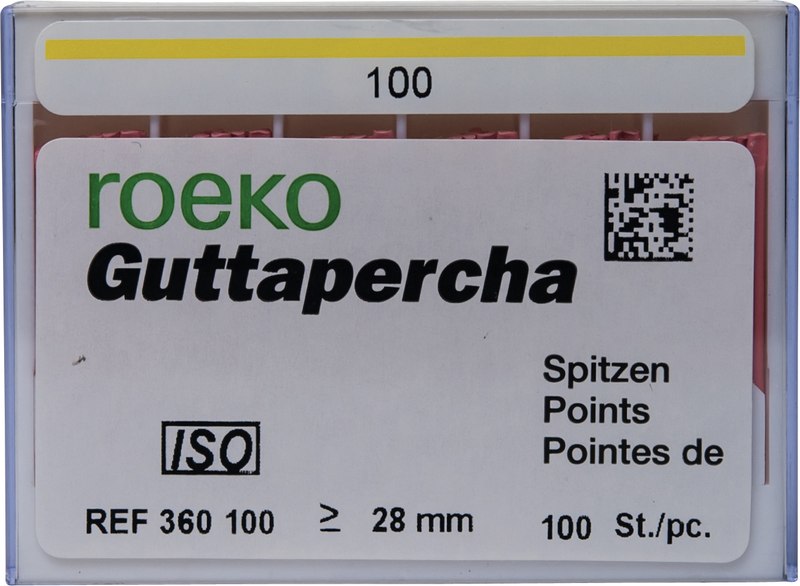 100
roeko
Guttapercha
Spitzen
Points
Pointes de
ISO
REF 360 100 ≥ 28 mm 100 St./pc.